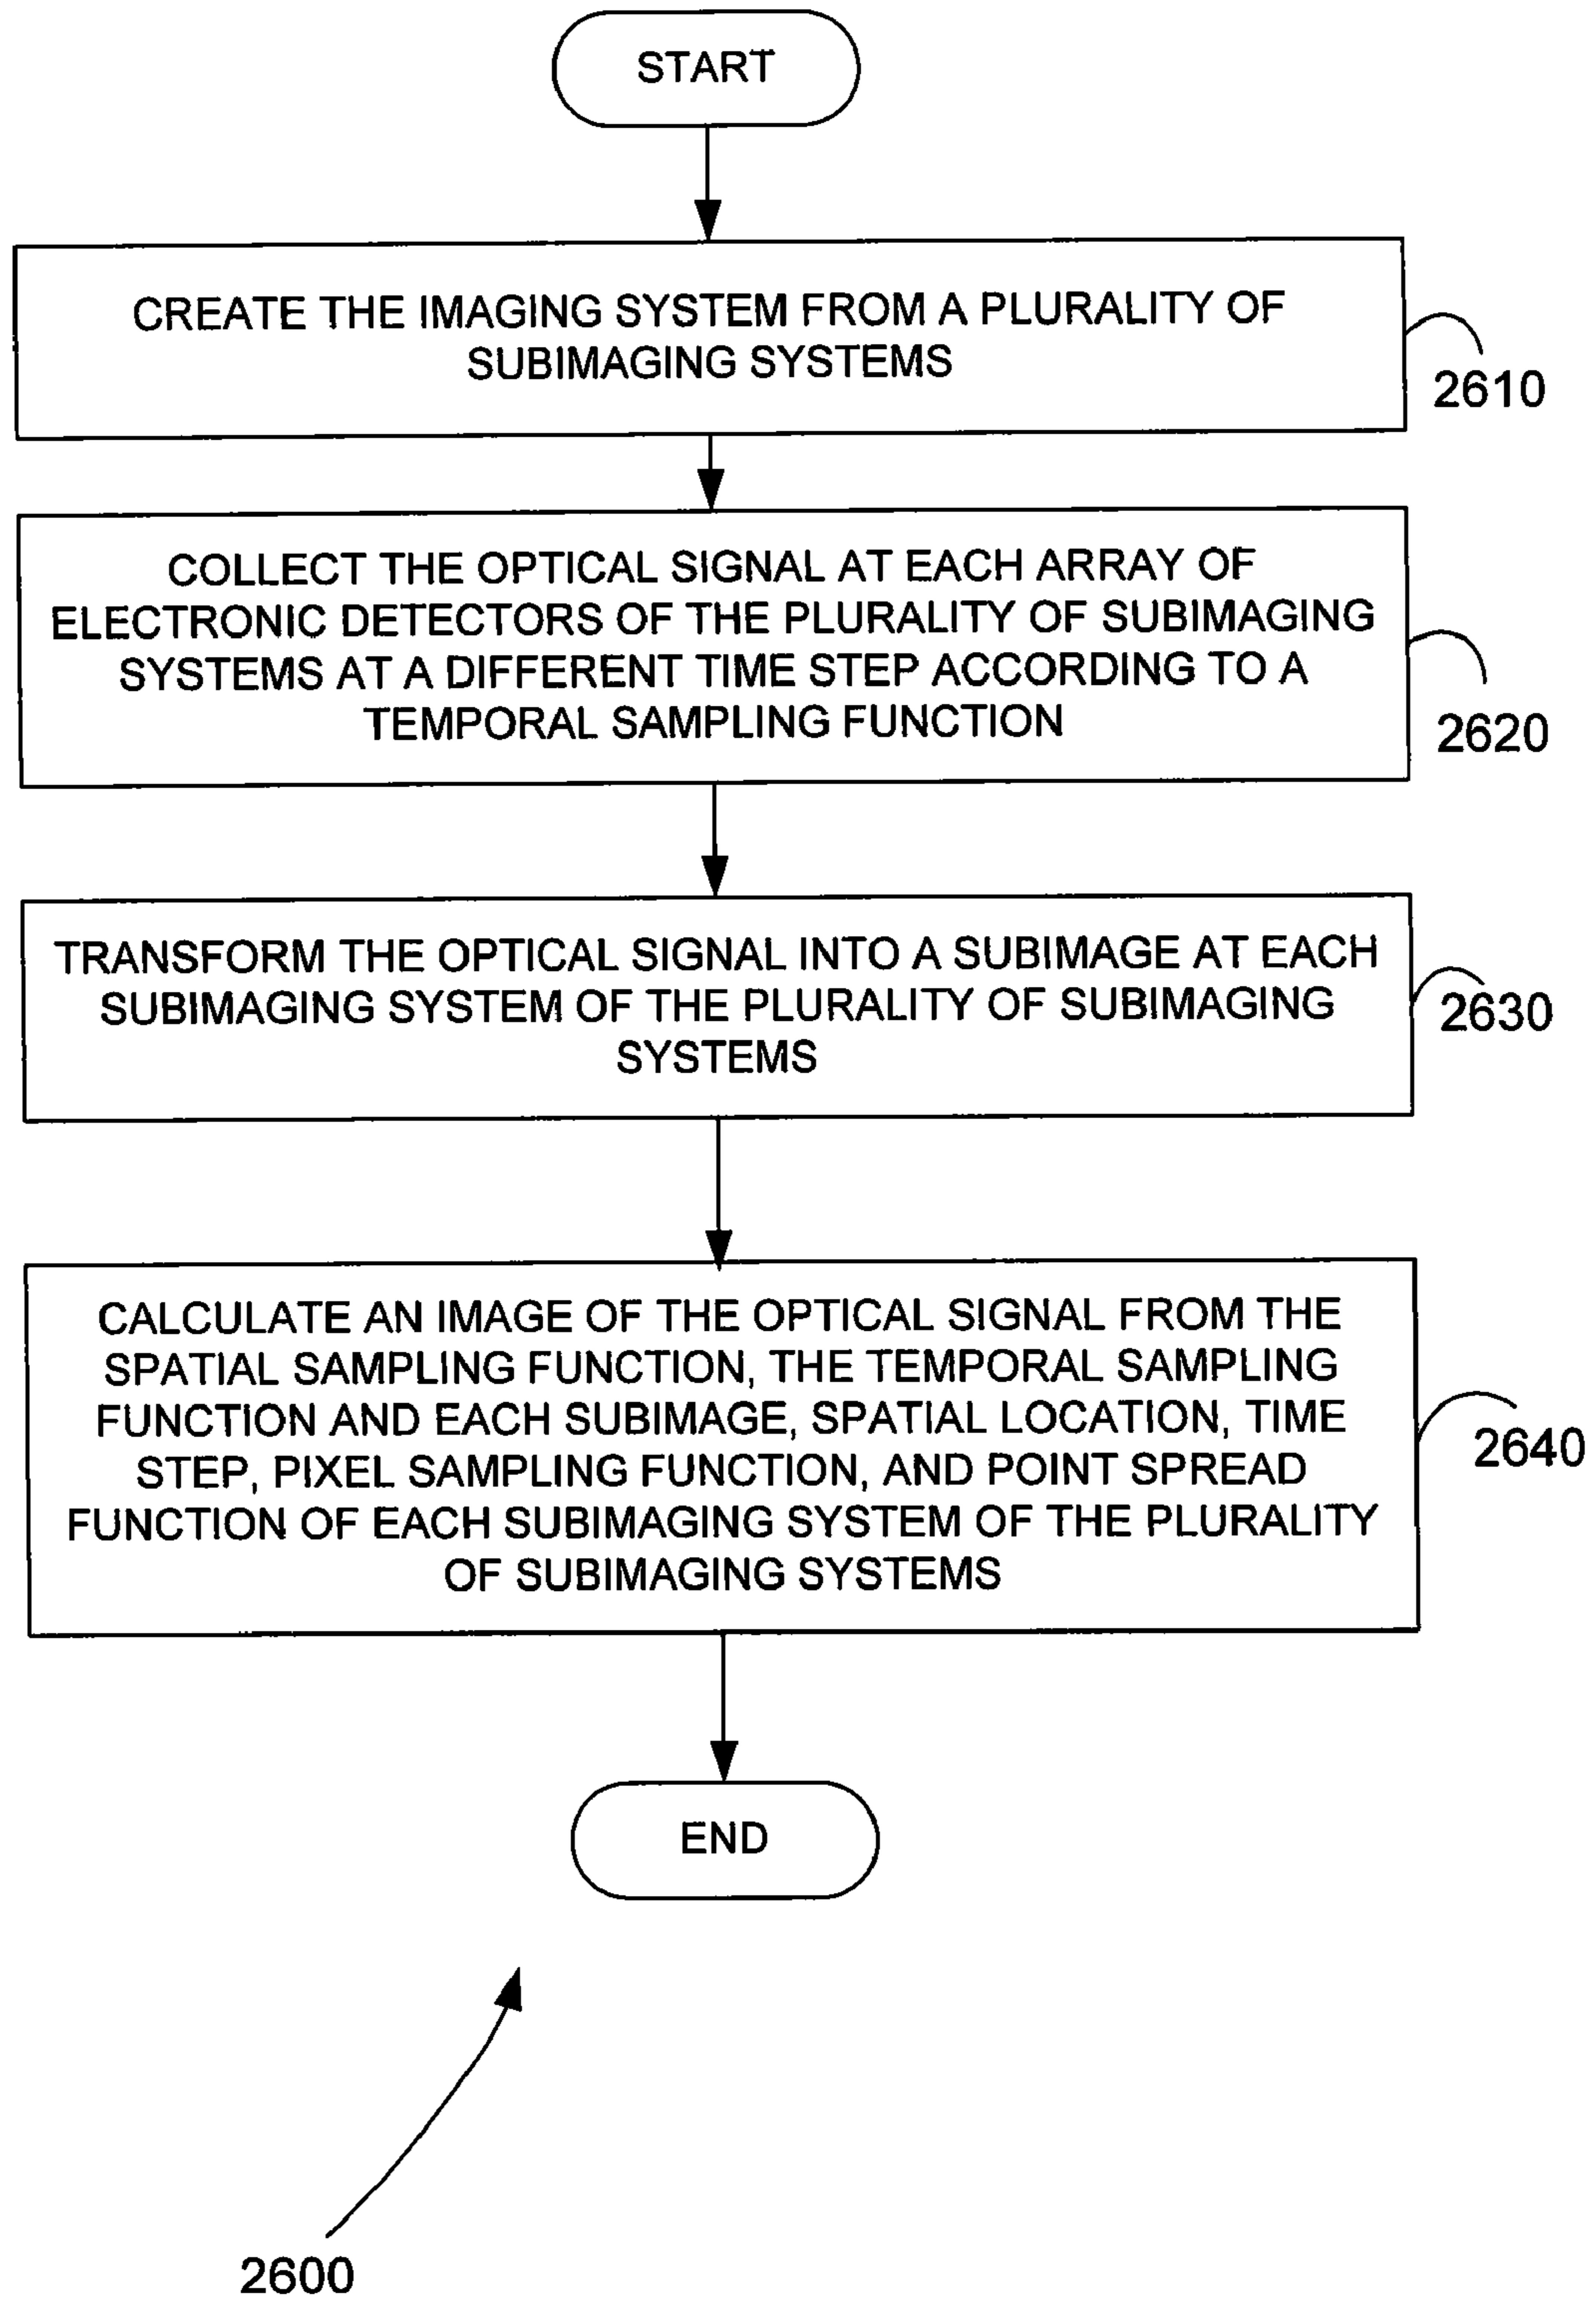 START
CREATE THE IMAGING SYSTEM FROM A PLURALITY OF
SUBIMAGING SYSTEMS
2610
COLLECT THE OPTICAL SIGNAL AT EACH ARRAY OF
ELECTRONIC DETECTORS OF THE PLURALITY OF SUBIMAGING
SYSTEMS AT A DIFFERENT TIME STEP ACCORDING TO A
TEMPORAL SAMPLING FUNCTION
2620
TRANSFORM THE OPTICAL SIGNAL INTO A SUBIMAGE AT EACH
SUBIMAGING SYSTEM OF THE PLURALITY OF SUBIMAGING
SYSTEMS
2630
CALCULATE AN IMAGE OF THE OPTICAL SIGNAL FROM THE
SPATIAL SAMPLING FUNCTION, THE TEMPORAL SAMPLING
FUNCTION AND EACH SUBIMAGE, SPATIAL LOCATION, TIME
STEP, PIXEL SAMPLING FUNCTION, AND POINT SPREAD
FUNCTION OF EACH SUBIMAGING SYSTEM OF THE PLURALITY
OF SUBIMAGING SYSTEMS
2640
END
2600